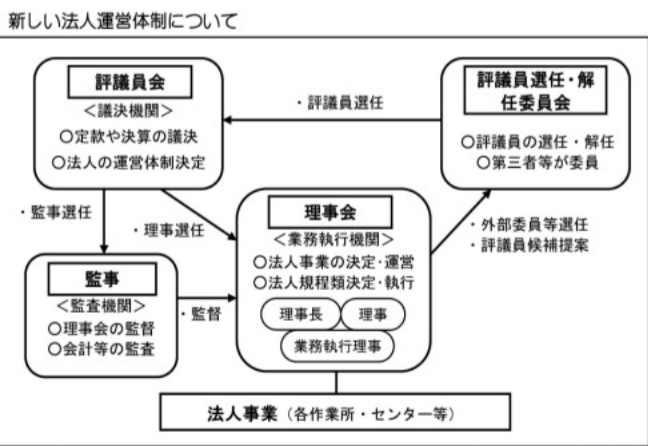 新しい法人運営体制について
評議員会
＜議決機関＞
○定款や決算の議決
○法人の運営体制決定
・評議員選任
評議員選任・解
任委員会
○評議員の選任・解任
○第三者等が委員
・監事選任
・理事選任
・外部委員等選任
・評議員候補提案
監事
＜監査機関＞
○理事会の監督
○会計等の監査
・監督
理事会
＜業務執行機関＞
○法人事業の決定・運営
○法人規程類決定・執行
理事長
理事
業務執行理事
法人事業（各作業所・センター等）